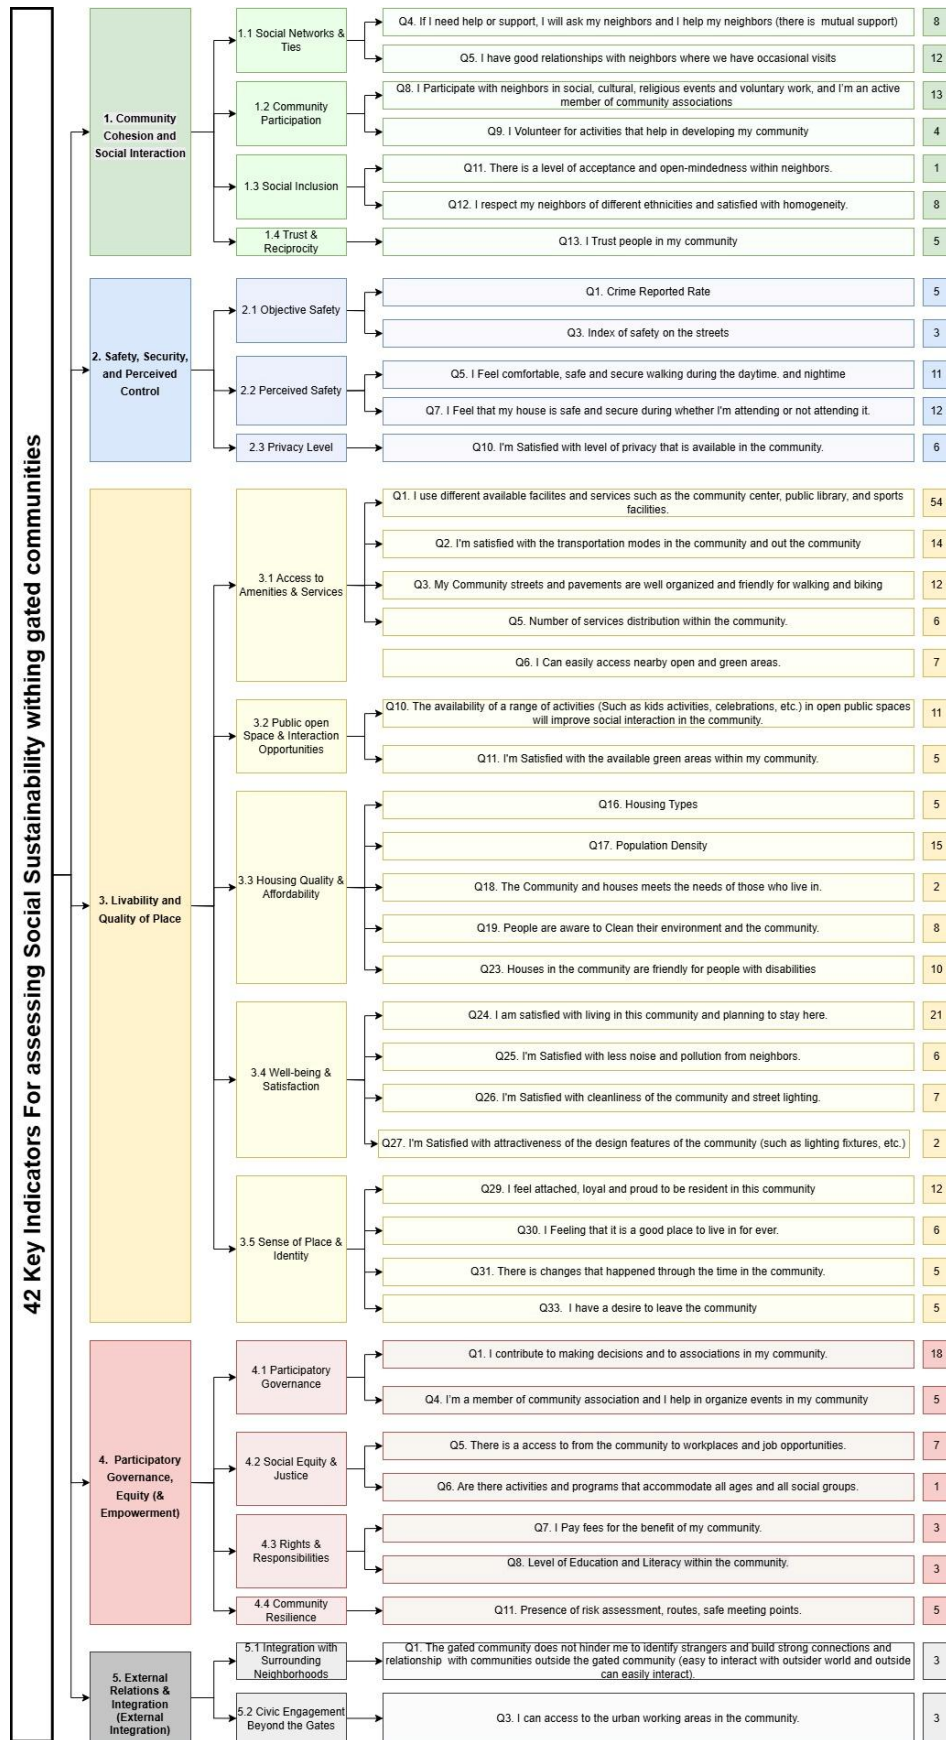 42 Key Indicators For assessing Social Sustainability withing gated communities
1. Community
Cohesion and
Social Interaction
1.1 Social Networks &
Ties
Q4. If I need help or support, I will ask my neighbors and I help my neighbors (there is mutual support)
8
Q5. I have good relationships with neighbors where we have occasional visits
12
1.2 Community
Participation
Q8. I Participate with neighbors in social, cultural, religious events and voluntary work, and I'm an active
member of community associations
13
Q9. I Volunteer for activities that help in developing my community
4
1.3 Social Inclusion
Q11. There is a level of acceptance and open-mindedness within neighbors.
1
Q12. I respect my neighbors of different ethnicities and satisfied with homogeneity.
8
1.4 Trust &
Reciprocity
Q13. I Trust people in my community
5
2. Safety, Security,
and Perceived
Control
2.1 Objective Safety
Q1. Crime Reported Rate
5
Q3. Index of safety on the streets
3
2.2 Perceived Safety
Q5. I Feel comfortable, safe and secure walking during the daytime. and nightime
11
Q7. I Feel that my house is safe and secure during whether I'm attending or not attending it.
12
2.3 Privacy Level
Q10. I'm Satisfied with level of privacy that is available in the community.
6
3. Livability and
Quality of Place
3.1 Access to
Amenities & Services
Q1. I use different available facilites and services such as the community center, public library, and sports
facilities.
54
Q2. I'm satisfied with the transportation modes in the community and out the community
14
Q3. My Community streets and pavements are well organized and friendly for walking and biking
12
Q5. Number of services distribution within the community.
6
Q6. I Can easily access nearby open and green areas.
7
3.2 Public open
Space & Interaction
Opportunities
Q10. The availability of a range of activities (Such as kids activities, celebrations, etc.) in open public spaces
will improve social interaction in the community.
11
Q11. I'm Satisfied with the available green areas within my community.
5
3.3 Housing Quality &
Affordability
Q16. Housing Types
5
Q17. Population Density
15
Q18. The Community and houses meets the needs of those who live in.
2
Q19. People are aware to Clean their environment and the community.
8
Q23. Houses in the community are friendly for people with disabilities
10
3.4 Well-being &
Satisfaction
Q24. I am satisfied with living in this community and planning to stay here.
21
Q25. I'm Satisfied with less noise and pollution from neighbors.
6
Q26. I'm Satisfied with cleanliness of the community and street lighting.
7
Q27. I'm Satisfied with attractiveness of the design features of the community (such as lighting fixtures, etc.)
2
3.5 Sense of Place &
Identity
Q29. I feel attached, loyal and proud to be resident in this community
12
Q30. I Feeling that it is a good place to live in for ever.
6
Q31. There is changes that happened through the time in the community.
5
Q33. I have a desire to leave the community
5
4. Participatory
Governance,
Equity (&
Empowerment)
4.1 Participatory
Governance
Q1. I contribute to making decisions and to associations in my community.
18
Q4. I'm a member of community association and I help in organize events in my community
5
4.2 Social Equity &
Justice
Q5. There is a access to from the community to workplaces and job opportunities.
7
Q6. Are there activities and programs that accommodate all ages and all social groups.
1
4.3 Rights &
Responsibilities
Q7. I Pay fees for the benefit of my community.
3
Q8. Level of Education and Literacy within the community.
3
4.4 Community
Resilience
Q11. Presence of risk assessment, routes, safe meeting points.
5
5. External
Relations &
Integration
(External
Integration)
5.1 Integration with
Surrounding
Neighborhoods
Q1. The gated community does not hinder me to identify strangers and build strong connections and
relationship with communities outside the gated community (easy to interact with outsider world and outside
can easily interact).
3
5.2 Civic Engagement
Beyond the Gates
Q3. I can access to the urban working areas in the community.
3